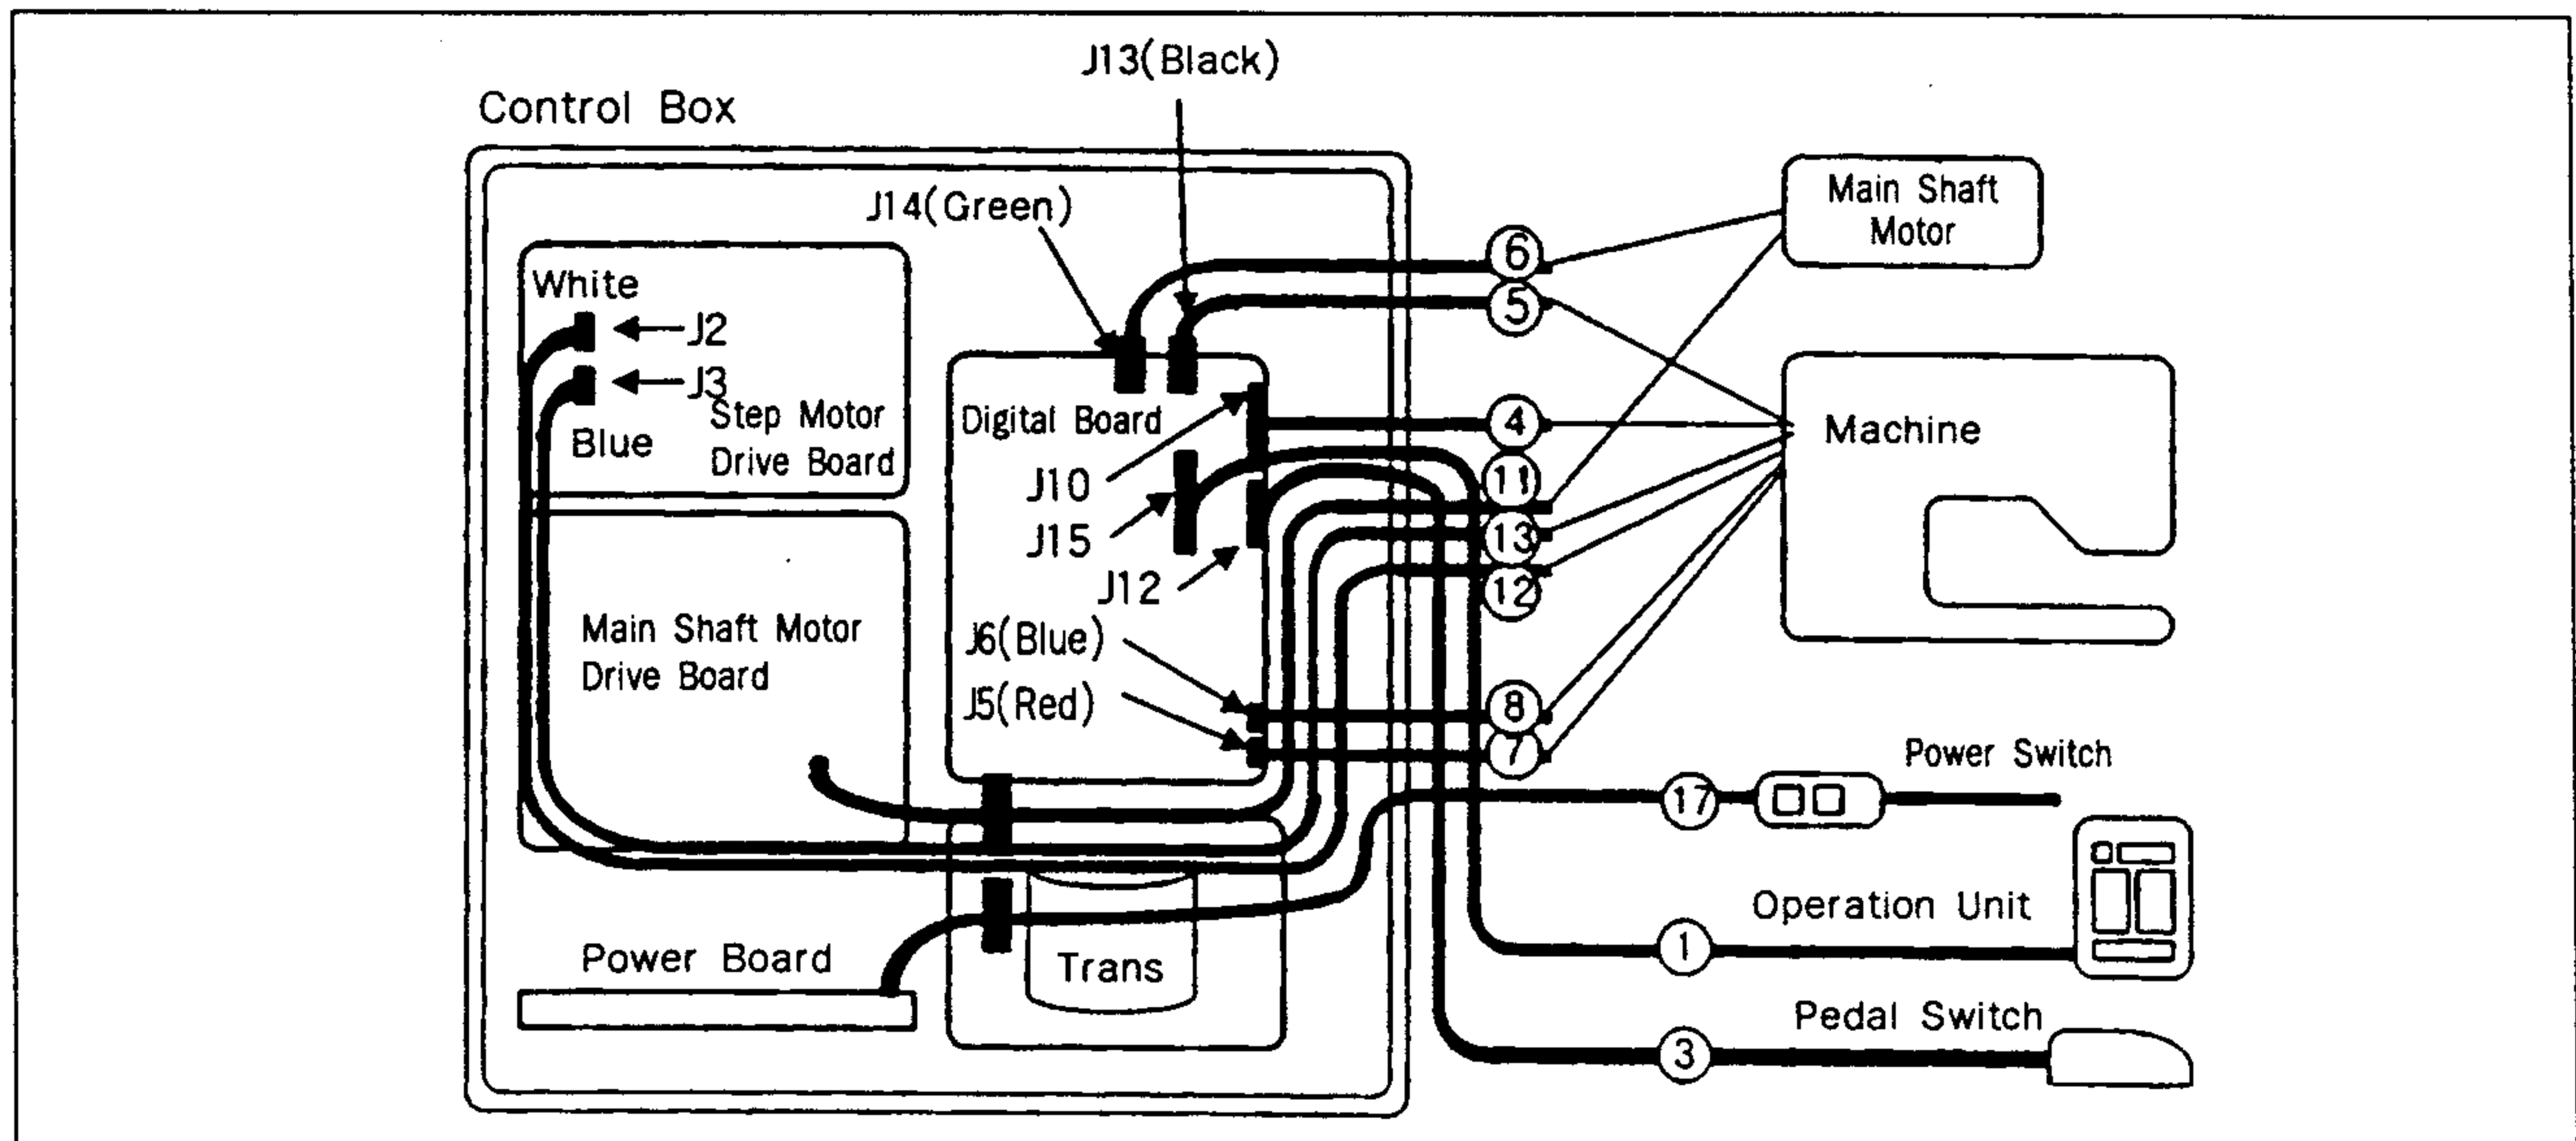 J13(Black)
Control Box
J14(Green)
Main Shaft
Motor
6
White
5
J2
J3
Step Motor
Blue
Drive Board
Digital Board
4
Machine
J10
11
J15
13
J12
12
Main Shaft Motor
Drive Board
J6(Blue)
J5(Red)
8
7
Power Switch
17
Operation Unit
1
Power Board
Trans
Pedal Switch
3